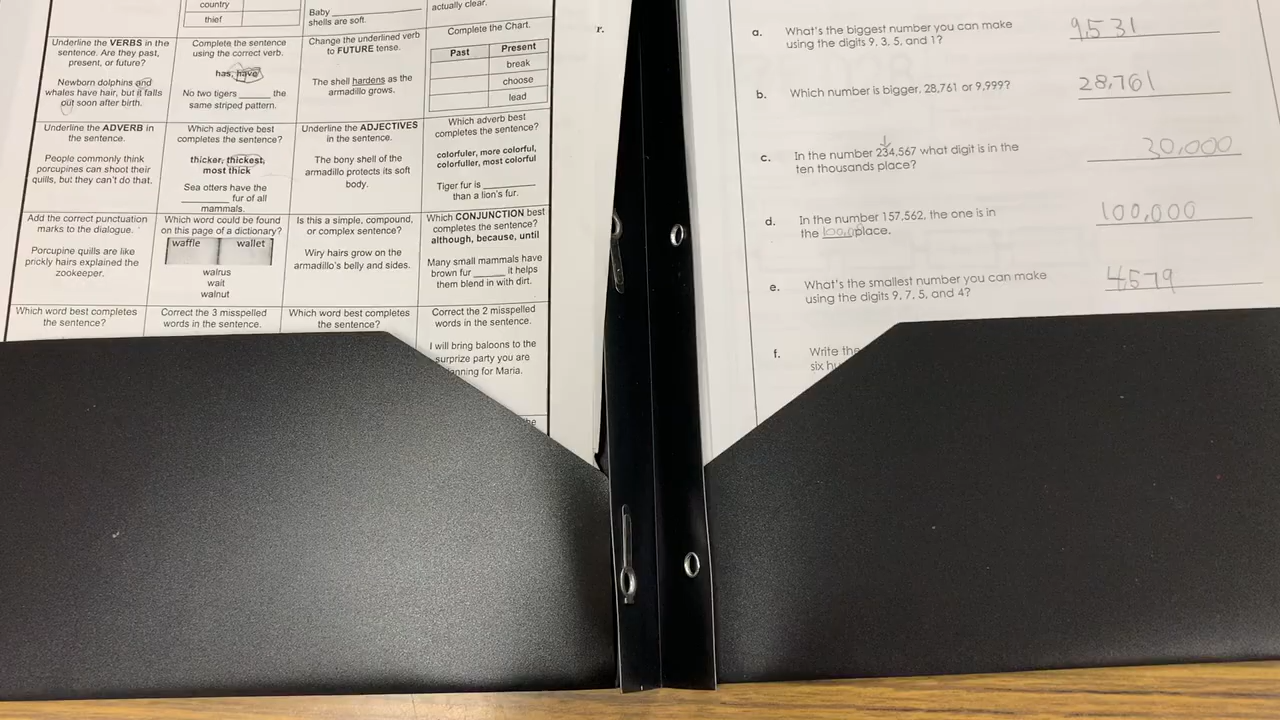 country
thief
Baby
shells are soft.
actually clear.
Underline the VERBS in the
sentence. Are they past,
present, or future?
Newborn dolphins and
whales have hair, but it falls
out soon after birth.
Complete the sentence
using the correct verb.
has, have
No two tigers ______ the
same striped pattern.
Change the underlined verb
to FUTURE tense.
The shell hardens as the
armadillo grows.
Complete the Chart.
Past Present
break
choose
lead
Underline the ADVERB in
the sentence.
People commonly think
porcupines can shoot their
quills, but they can't do that.
Which adjective best
completes the sentence?
thicker, thickest,
most thick
Sea otters have the
________ fur of all
mammals.
Underline the ADJECTIVES
in the sentence.
The bony shell of the
armadillo protects its soft
body.
Which adverb best
completes the sentence?
colorfuler, more colorful,
colorfuller, most colorful
Tiger fur is _________
than a lion's fur.
Add the correct punctuation
marks to the dialogue.
Porcupine quills are like
prickly hairs explained the
zookeeper.
Which word could be found
on this page of a dictionary?
waffle wallet
walrus
wait
walnut
Is this a simple, compound,
or complex sentence?
Wiry hairs grow on the
armadillo's belly and sides.
Which CONJUNCTION best
completes the sentence?
although, because, until
Many small mammals have
brown fur ______ it helps
them blend in with dirt.
Which word best completes
the sentence?
Correct the 3 misspelled
words in the sentence.
Which word best completes
the sentence?
Correct the 2 misspelled
words in the sentence.
I will bring baloons to the
surprize party you are
anning for Maria.
r.
a. What's the biggest number you can make
using the digits 9, 3, 5, and 1?
9531
b. Which number is bigger, 28,761 or 9,999?
28,761
c. In the number 234,567 what digit is in the
ten thousands place?
30,000
d. In the number 157,562, the one is in
the 100,0 place.
100,000
e. What's the smallest number you can make
using the digits 9, 7, 5, and 4?
4579
f. Write the
six hu